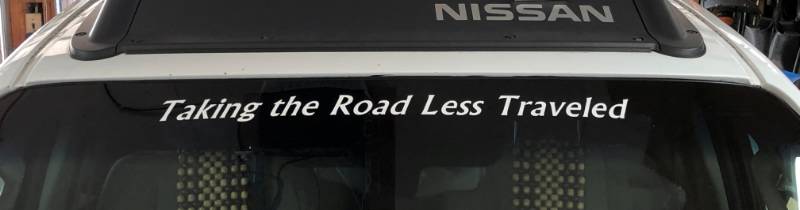 NISSAN
Taking the Road Less Traveled